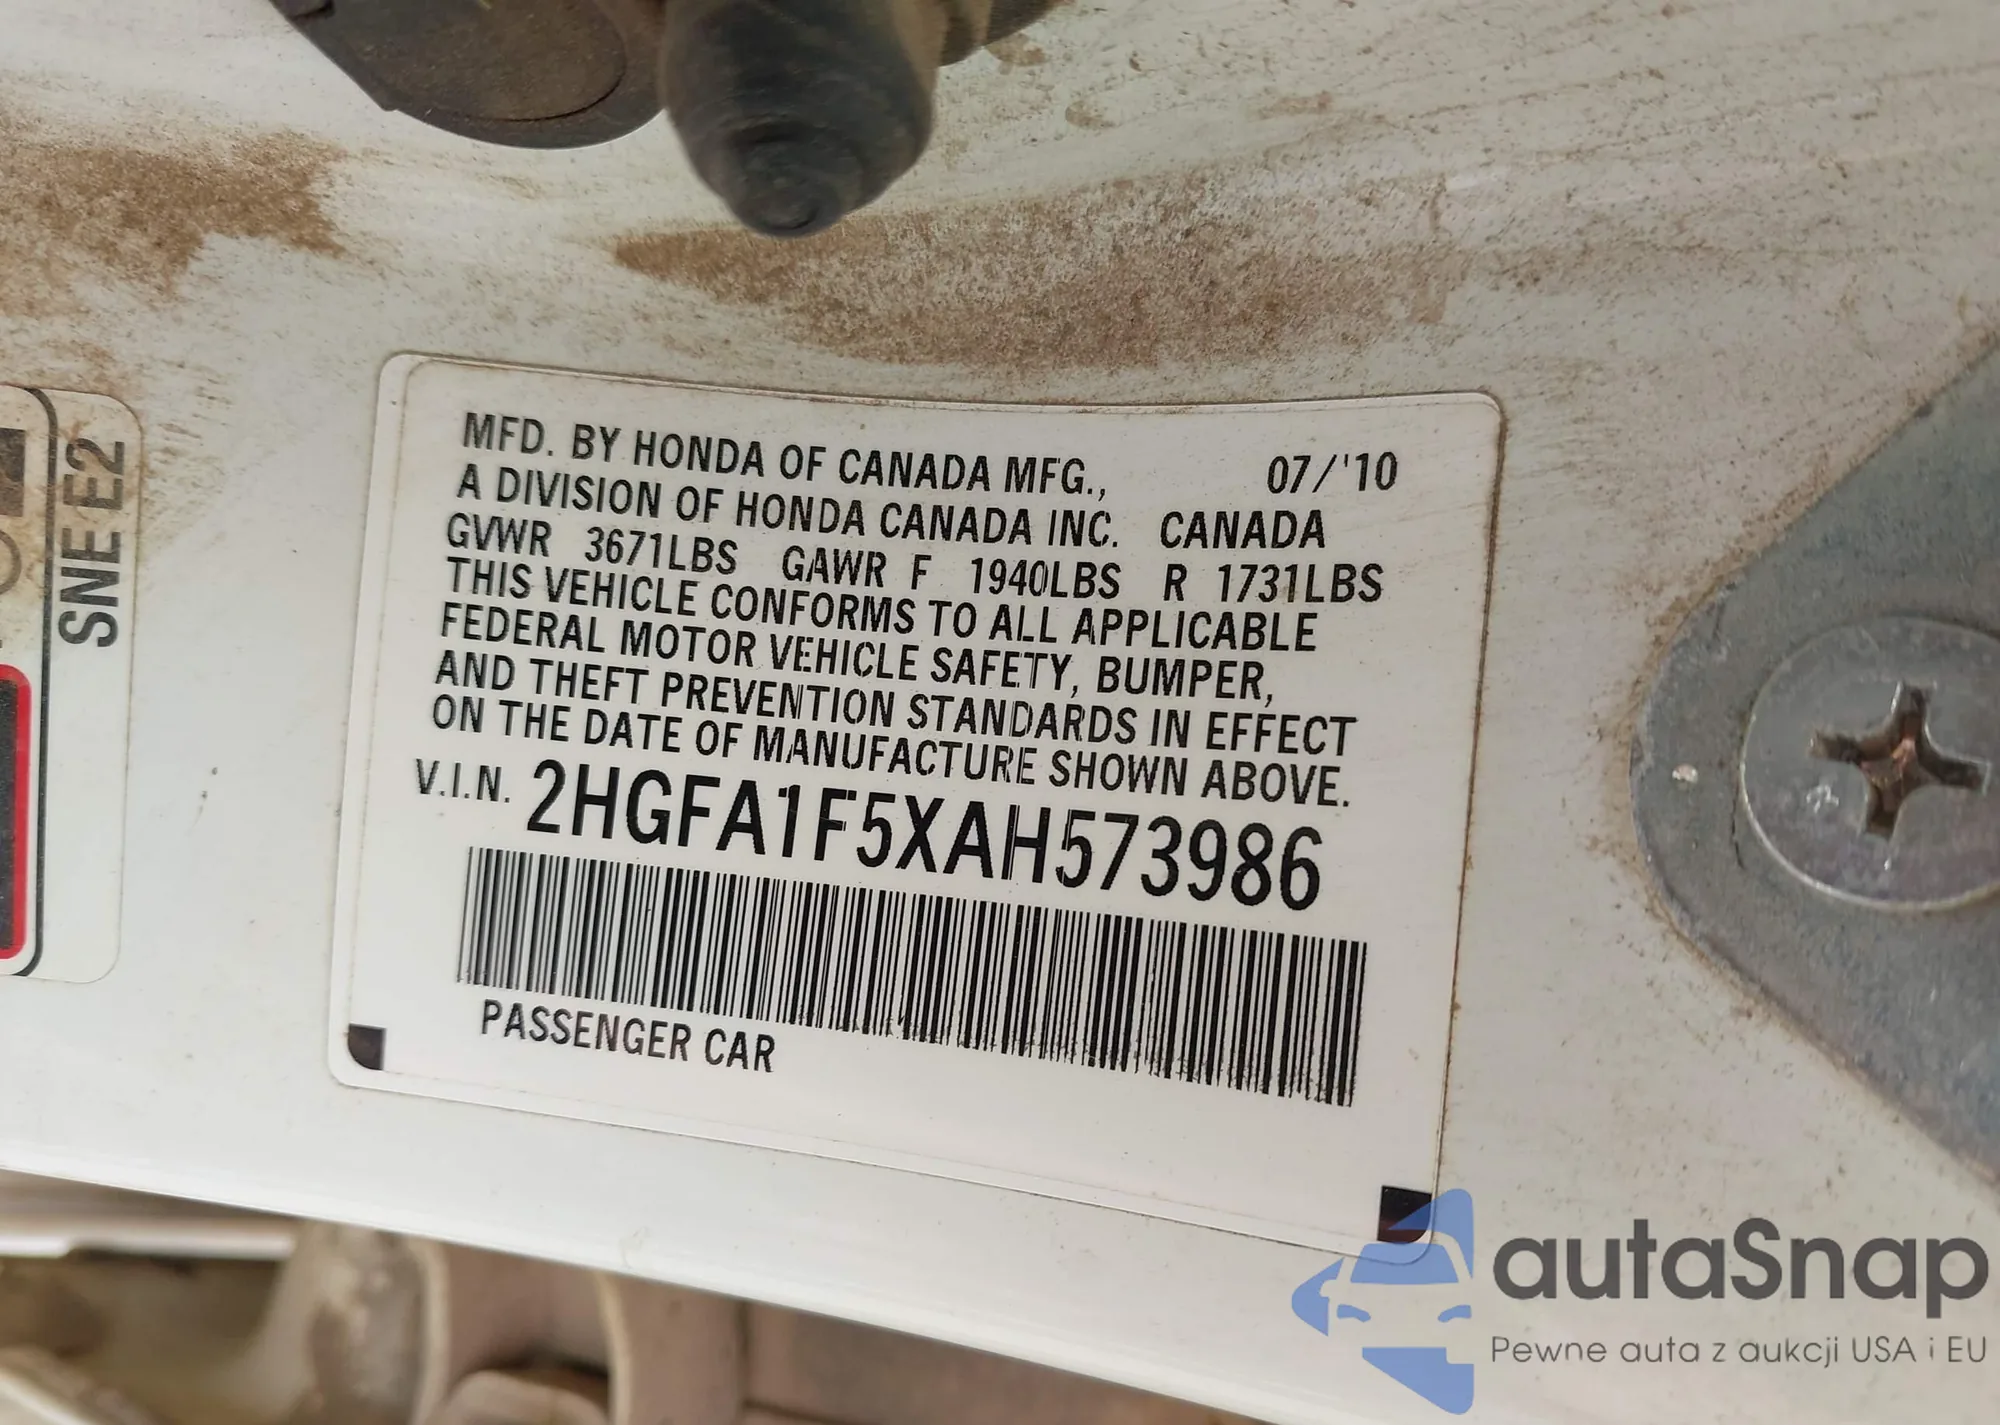 MFD. BY HONDA OF CANADA MFG., 07/'10
A DIVISION OF HONDA CANADA INC. CANADA
GVWR 3671LBS GAWR F 1940LBS R 1731LBS
THIS VEHICLE CONFORMS TO ALL APPLICABLE
FEDERAL MOTOR VEHICLE SAFETY, BUMPER,
AND THEFT PREVENTION STANDARDS IN EFFECT
ON THE DATE OF MANUFACTURE SHOWN ABOVE.
V.I.N. 2HGFA1F5XAH573986
PASSENGER CAR
SNE E2
autaSnap
Pewne auta z aukcji USA i EU